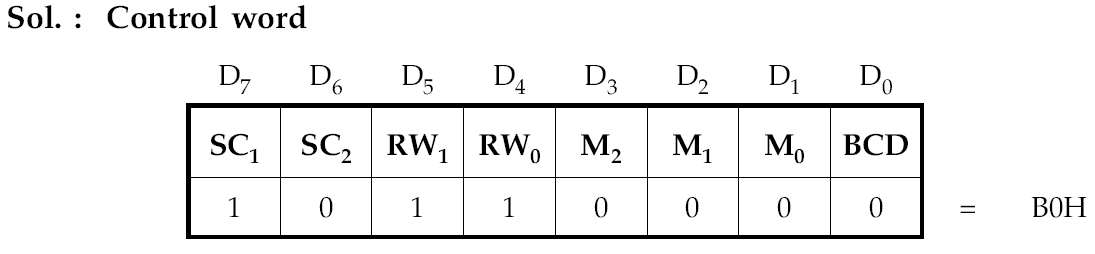 Sol. : Control word
D7 D6 D5 D4 D3 D2 D1 D0
SC1 SC2 RW1 RW0 M2 M1 M0 BCD
1 0 1 1 0 0 0 0 = B0H